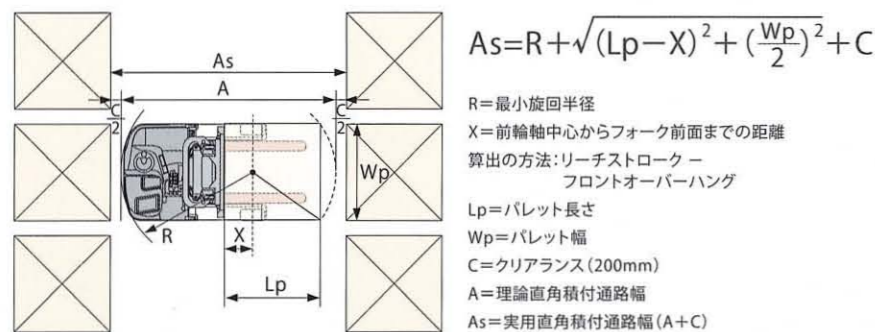 As
A
C/2
C/2
Wp
R
X
Lp
As=R+√(Lp−X)²+(Wp/2)²+C
R=最小旋回半径
X=前輪軸中心からフォーク前面までの距離
算出の方法：リーチストローク −
フロントオーバーハング
Lp=パレット長さ
Wp=パレット幅
C=クリアランス（200mm）
A=理論直角積付通路幅
As=実用直角積付通路幅（A+C）